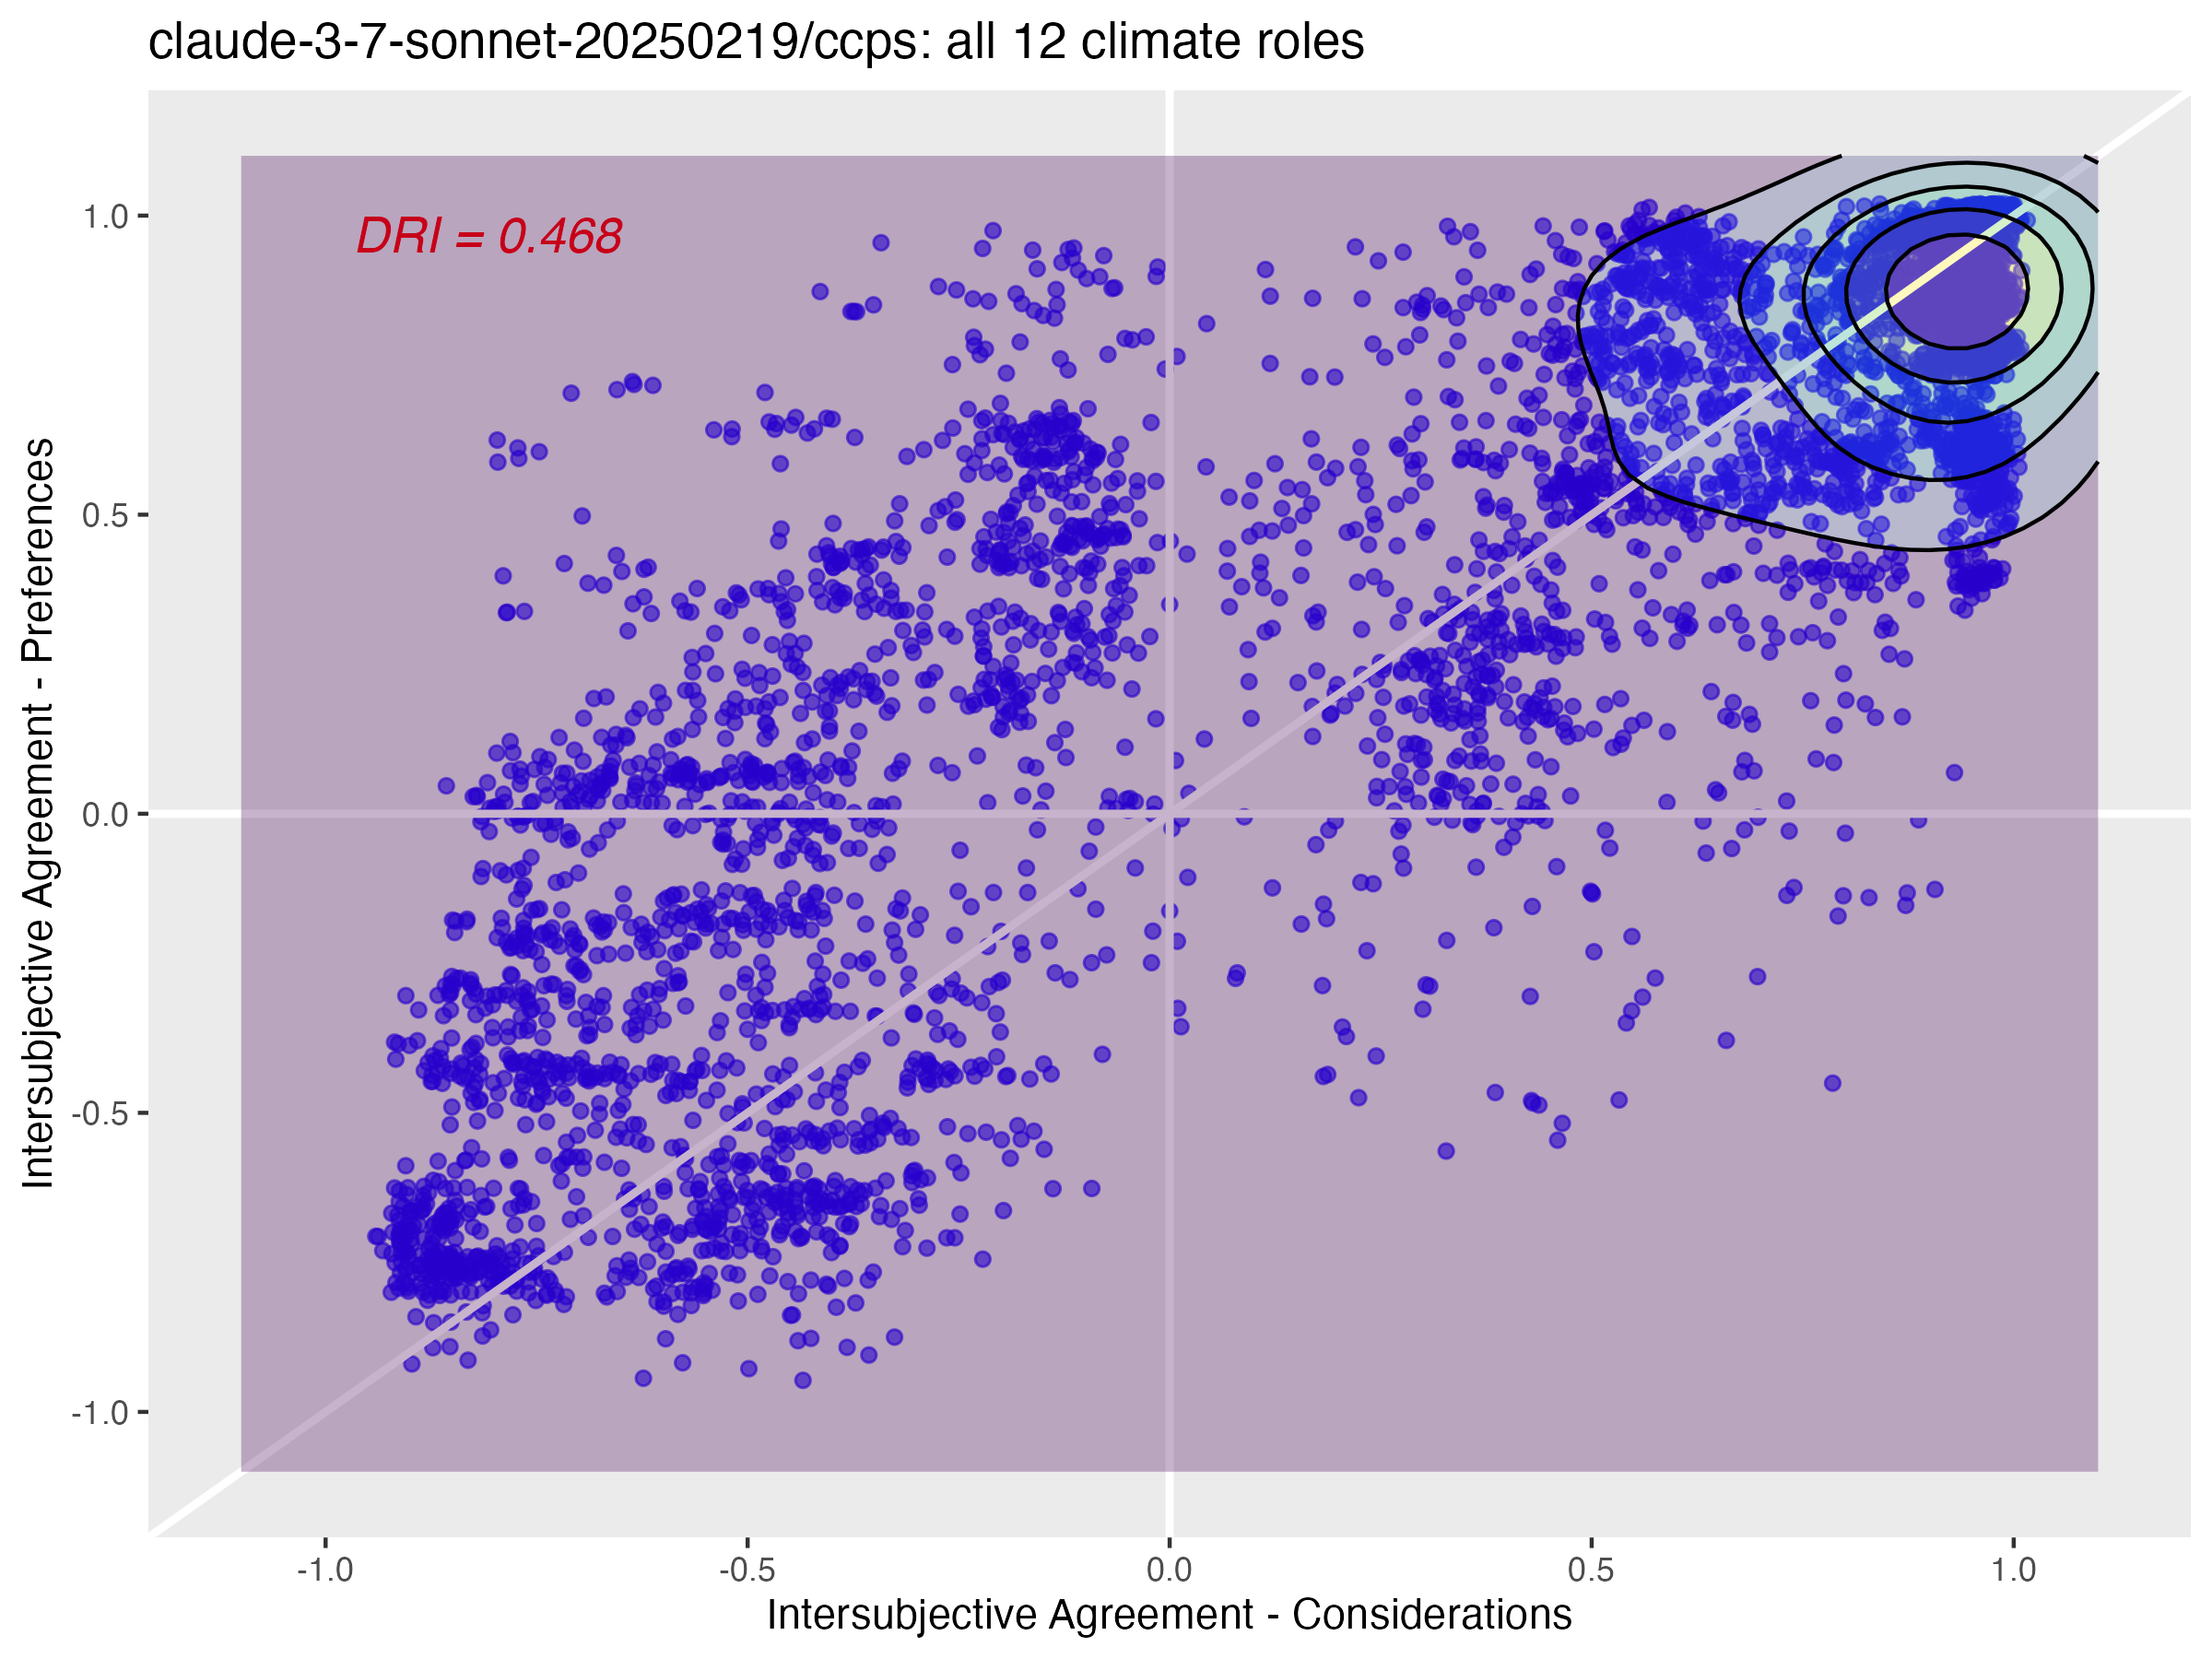 claude-3-7-sonnet-20250219/ccps: all 12 climate roles
DRI = 0.468
Intersubjective Agreement - Preferences
1.0
0.5
0.0
-0.5
-1.0
-1.0
-0.5
0.0
0.5
1.0
Intersubjective Agreement - Considerations